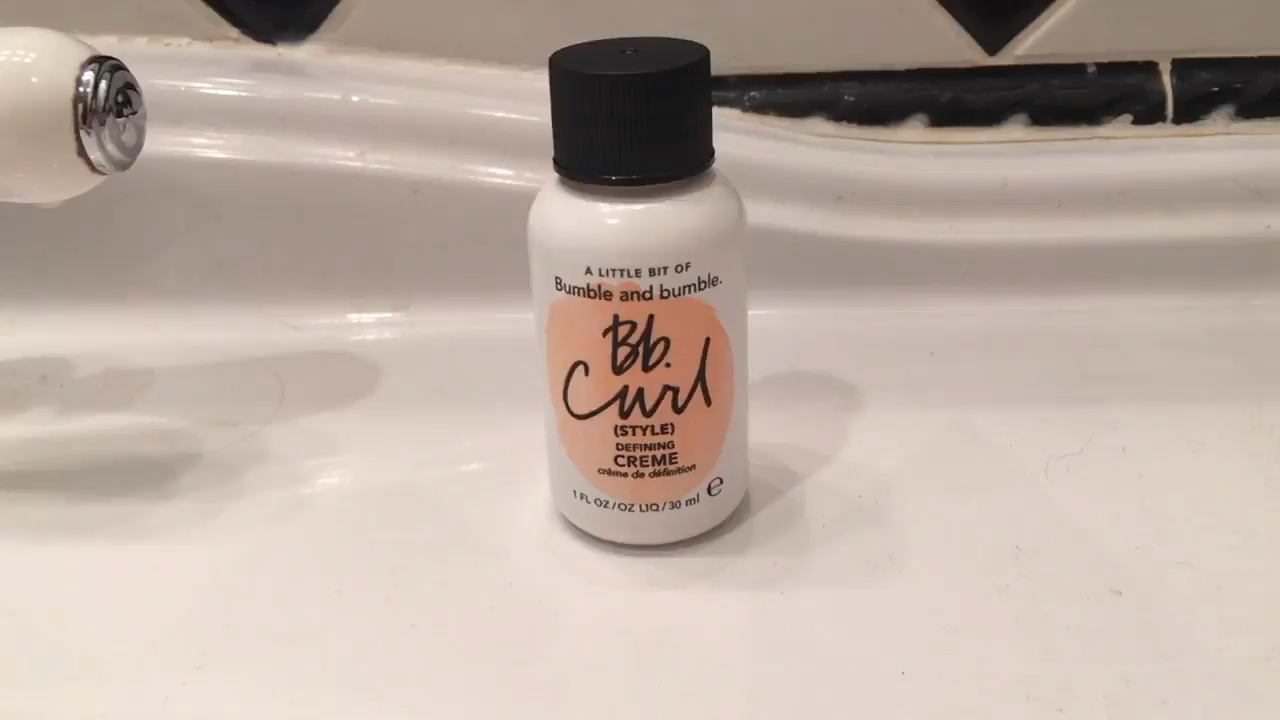 A LITTLE BIT OF
Bumble and bumble.
Bb.
Curl
(STYLE)
DEFINING
CREME
crème de définition
1 FL OZ/OZ LIQ/30 ml e